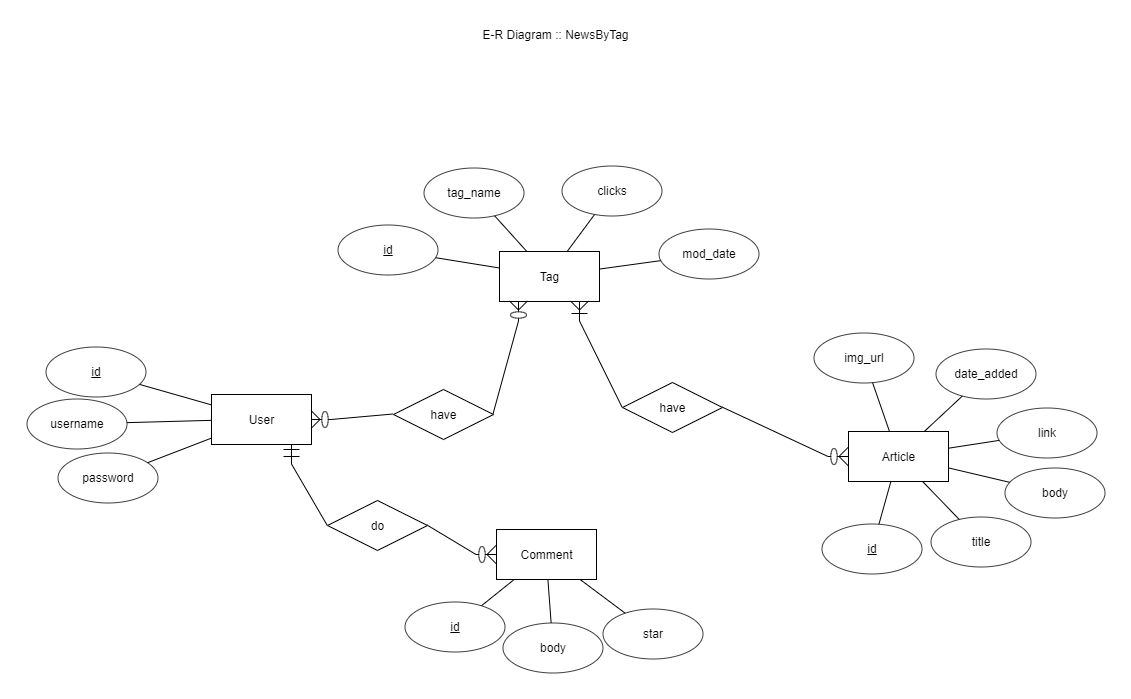 E-R Diagram :: NewsByTag
tag_name
clicks
id
mod_date
Tag
img_url
date_added
id
username
password
User
have
have
link
Article
body
id
title
do
Comment
id
body
star